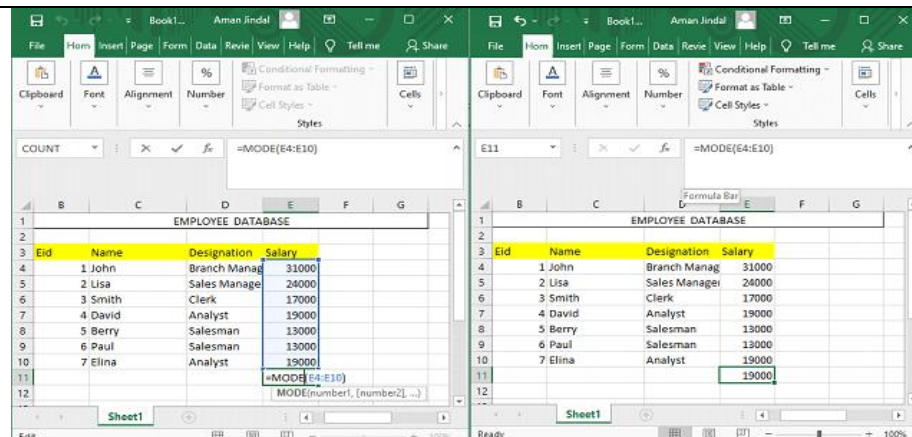 Book1... Aman Jindal
File Hom Insert Page Form Data Revie View Help Tell me Share
Clipboard Font Alignment Number Conditional Formatting Format as Table Cell Styles Cells
Styles
COUNT fx =MODE(E4:E10)
B C D E F G
1 EMPLOYEE DATABASE
2
3 Eid Name Designation Salary
4 1 John Branch Manag 31000
5 2 Lisa Sales Manage 24000
6 3 Smith Clerk 17000
7 4 David Analyst 19000
8 5 Berry Salesman 13000
9 6 Paul Salesman 13000
10 7 Elina Analyst 19000
11 =MODE(E4:E10)
12 MODE(number1, [number2], ...)
Sheet1
Edit 100%
Book1... Aman Jindal
File Hom Insert Page Form Data Revie View Help Tell me Share
Clipboard Font Alignment Number Conditional Formatting Format as Table Cell Styles Cells
Styles
E11 fx =MODE(E4:E10)
Formula Bar
B C E F G
1 EMPLOYEE DATABASE
2
3 Eid Name Designation Salary
4 1 John Branch Manag 31000
5 2 Lisa Sales Manager 24000
6 3 Smith Clerk 17000
7 4 David Analyst 19000
8 5 Berry Salesman 13000
9 6 Paul Salesman 13000
10 7 Elina Analyst 19000
11 19000
12
Sheet1
Ready 100%